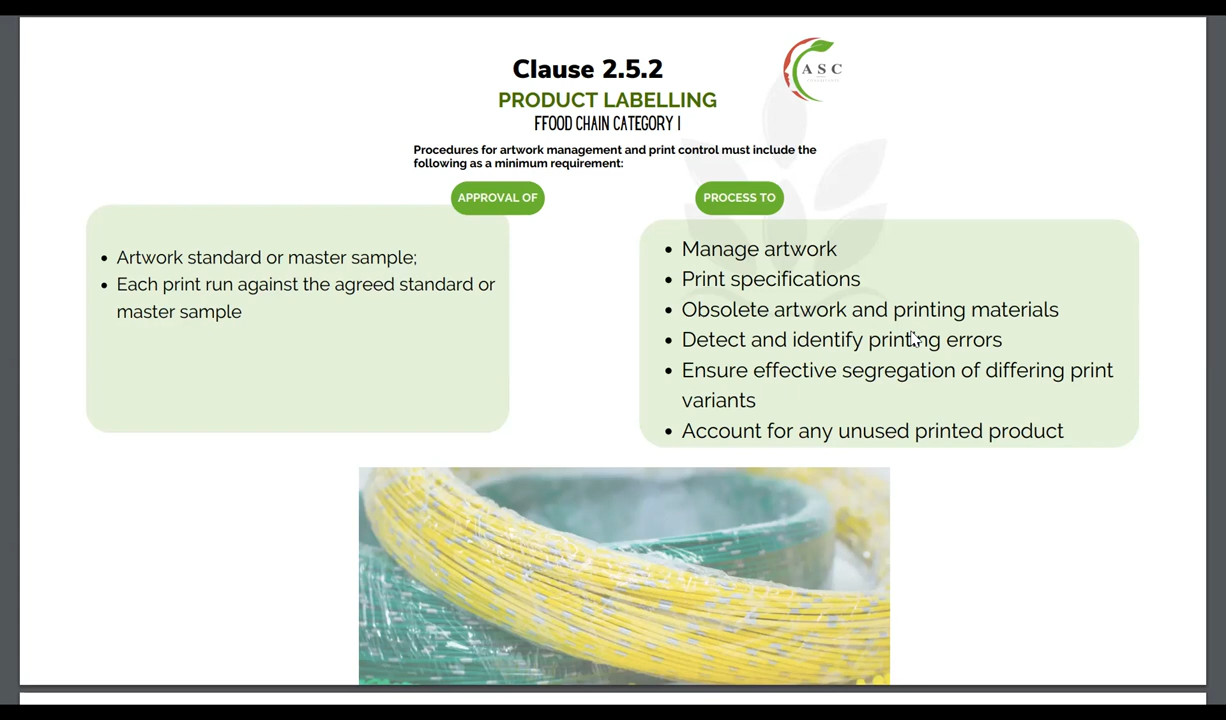 Clause 2.5.2
ASC
PRODUCT LABELLING
FFOOD CHAIN CATEGORY I
Procedures for artwork management and print control must include the
following as a minimum requirement:
APPROVAL OF
• Artwork standard or master sample;
• Each print run against the agreed standard or
master sample
PROCESS TO
• Manage artwork
• Print specifications
• Obsolete artwork and printing materials
• Detect and identify printing errors
• Ensure effective segregation of differing print
variants
• Account for any unused printed product